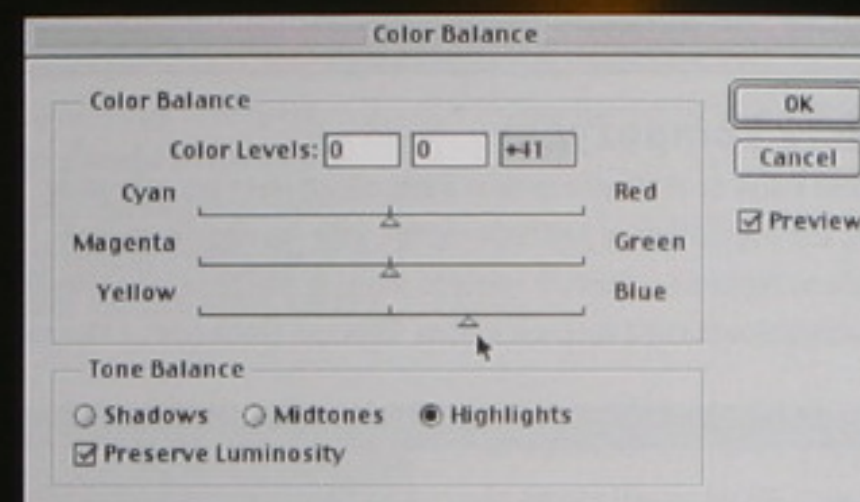 Color Balance
Color Balance
OK
Color Levels: 0 0 +41
Cancel
Cyan Red
Preview
Magenta Green
Yellow Blue
Tone Balance
Shadows Midtones Highlights
Preserve Luminosity